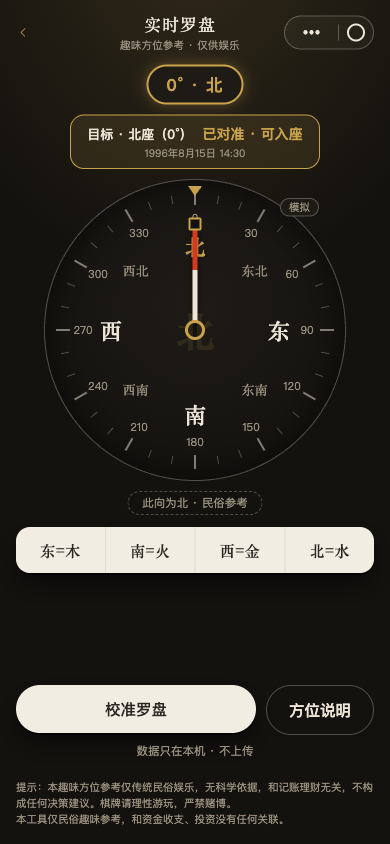 实时罗盘
趣味方位参考 · 仅供娱乐
0° · 北
目标 · 北座（0°） 已对准 · 可入座
1996年8月15日 14:30
模拟
0
330
30
北
300
西北
东北
60
270
西
北
东
90
240
西南
东南
120
210
南
150
180
此向为北 · 民俗参考
东=木
南=火
西=金
北=水
校准罗盘
方位说明
数据只在本机 · 不上传
提示：本趣味方位参考仅传统民俗娱乐，无科学依据，和记账理财无关，不构
成任何决策建议。棋牌请理性游玩，严禁赌博。
本工具仅民俗趣味参考，和资金收支、投资没有任何关联。